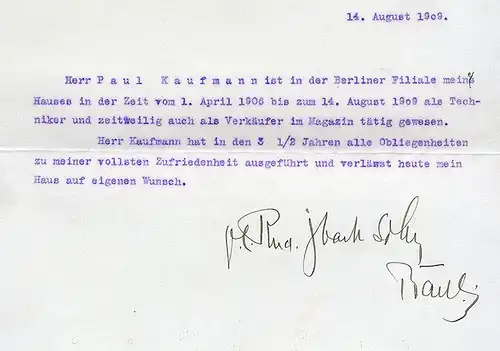 14. August 1909.
Herr Paul Kaufmann ist in der Berliner Filiale meines
Hauses in der Zeit vom 1. April 1906 bis zum 14. August 1909 als Tech-
niker und zeitweilig auch als Verkäufer im Magazin tätig gewesen.
Herr Kaufmann hat in den 3 1/2 Jahren alle Obliegenheiten
zu meiner vollsten Zufriedenheit ausgeführt und verlässt heute mein
Haus auf eigenen Wunsch.
Rud. Ibach Sohn